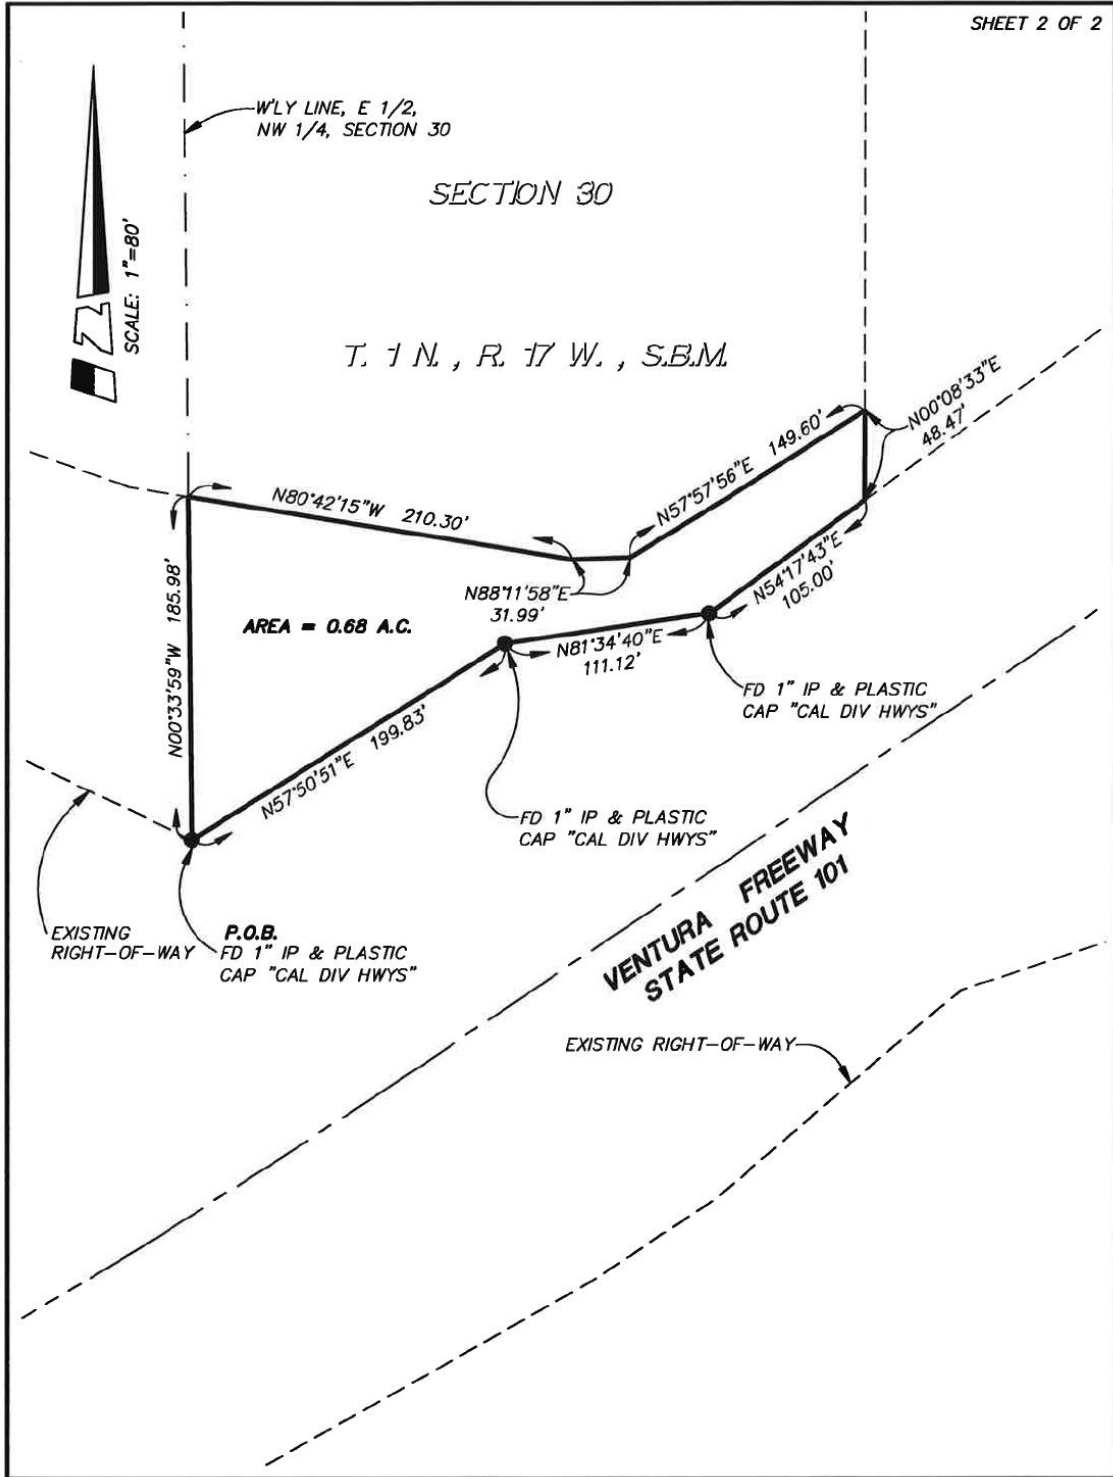 SHEET 2 OF 2
W'LY LINE, E 1/2,
NW 1/4, SECTION 30
SECTION 30
SCALE: 1"=80'
T. 1 N., R. 17 W., S.B.M.
N00°08'33"E
48.47'
N57°57'56"E 149.60'
N80°42'15"W 210.30'
N88°11'58"E
31.99'
N54°17'43"E
105.00'
N00°33'59"W 185.98'
AREA = 0.68 A.C.
N81°34'40"E
111.12'
FD 1" IP & PLASTIC
CAP "CAL DIV HWYS"
N57°50'51"E 199.83'
FD 1" IP & PLASTIC
CAP "CAL DIV HWYS"
EXISTING
RIGHT-OF-WAY
P.O.B.
FD 1" IP & PLASTIC
CAP "CAL DIV HWYS"
VENTURA FREEWAY
STATE ROUTE 101
EXISTING RIGHT-OF-WAY